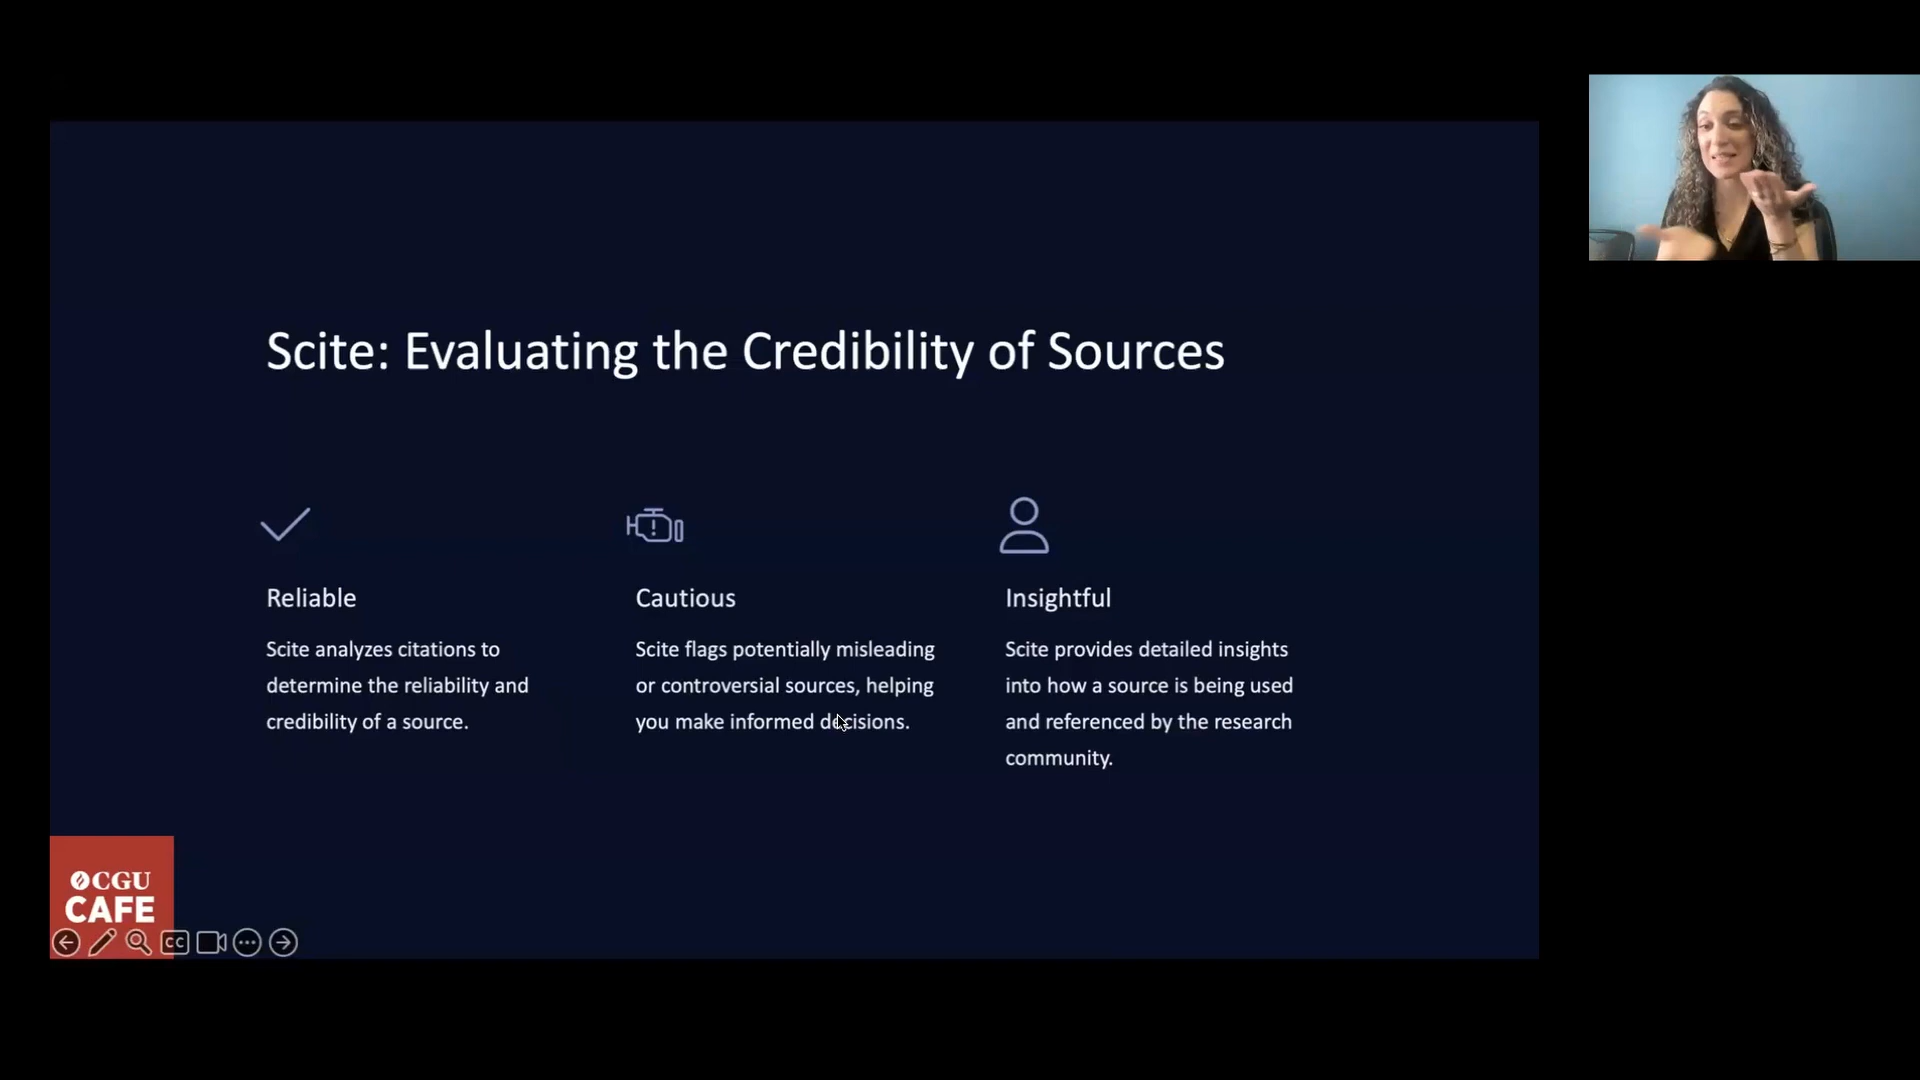 Scite: Evaluating the Credibility of Sources
Reliable
Scite analyzes citations to
determine the reliability and
credibility of a source.
Cautious
Scite flags potentially misleading
or controversial sources, helping
you make informed decisions.
Insightful
Scite provides detailed insights
into how a source is being used
and referenced by the research
community.
CGU
CAFE
CC